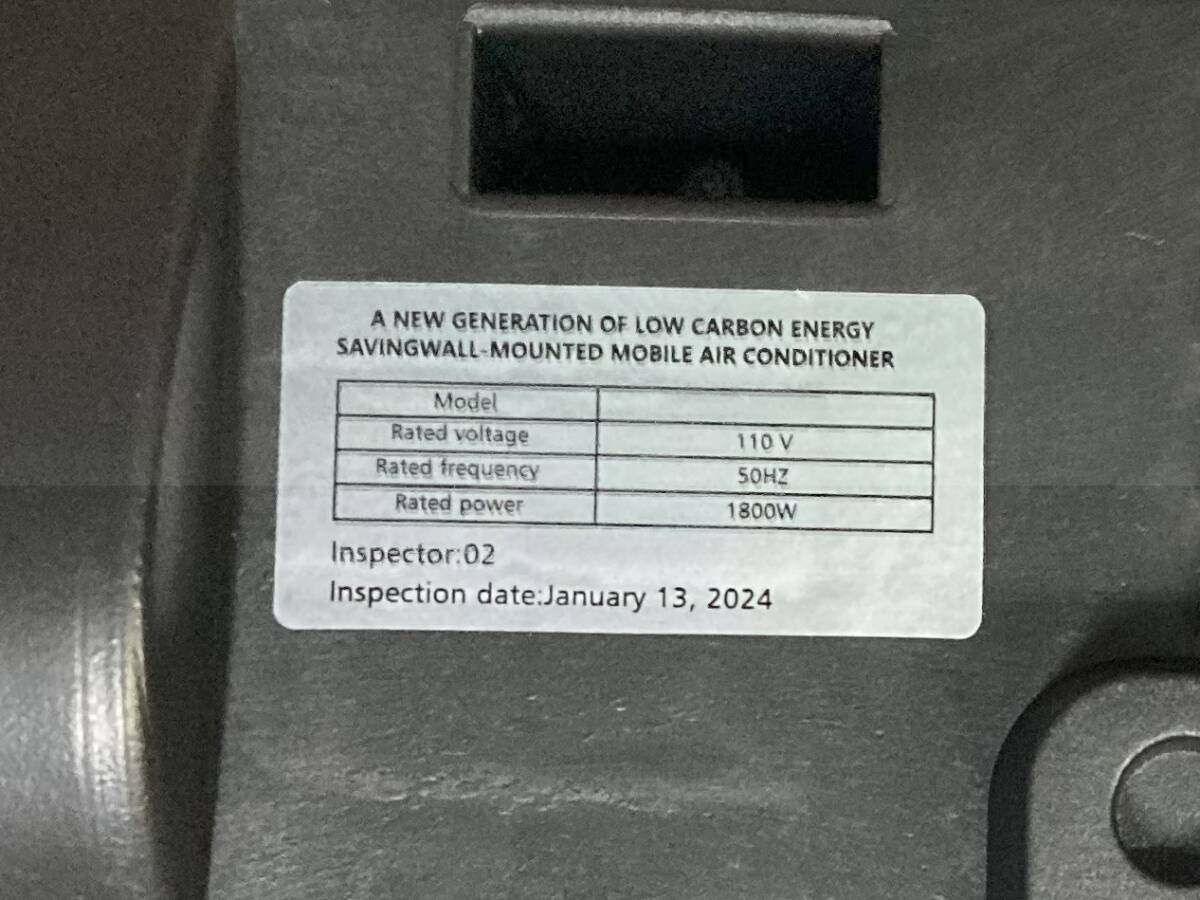 A NEW GENERATION OF LOW CARBON ENERGY
SAVINGWALL-MOUNTED MOBILE AIR CONDITIONER
Model
Rated voltage 110 V
Rated frequency 50HZ
Rated power 1800W
Inspector:02
Inspection date:January 13, 2024